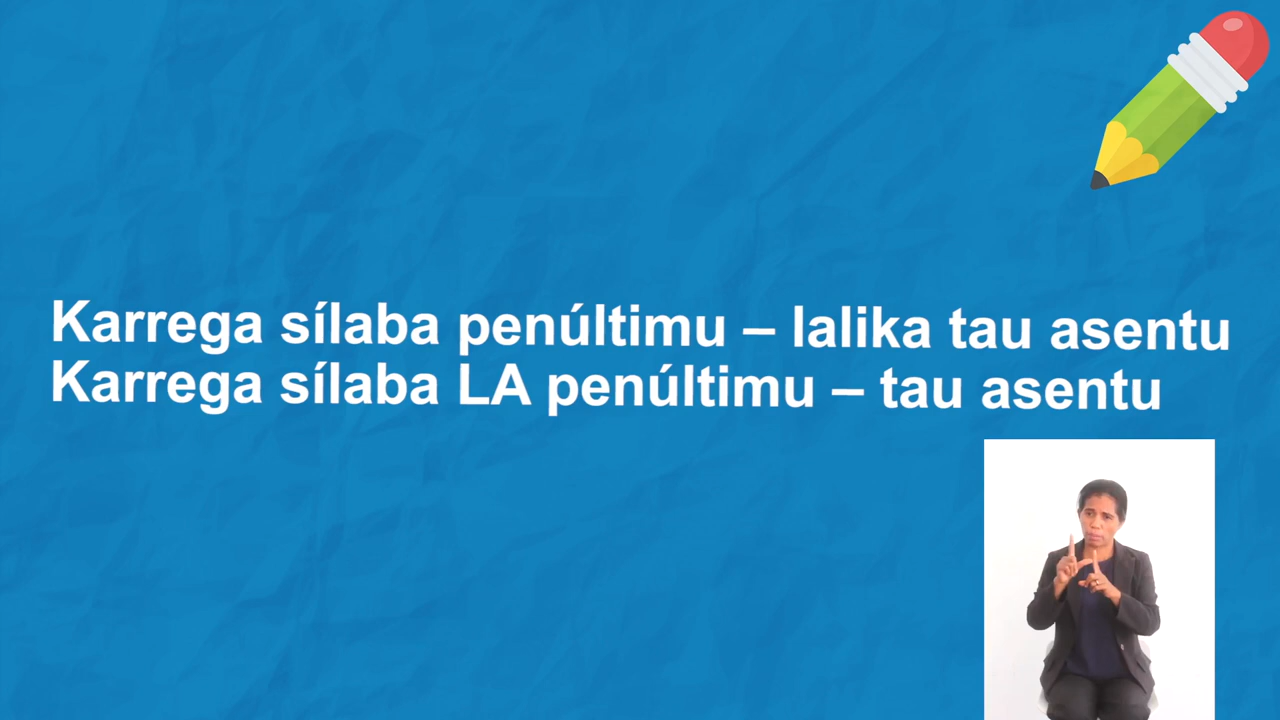 Karrega sílaba penúltimu – lalika tau asentu
Karrega sílaba LA penúltimu – tau asentu